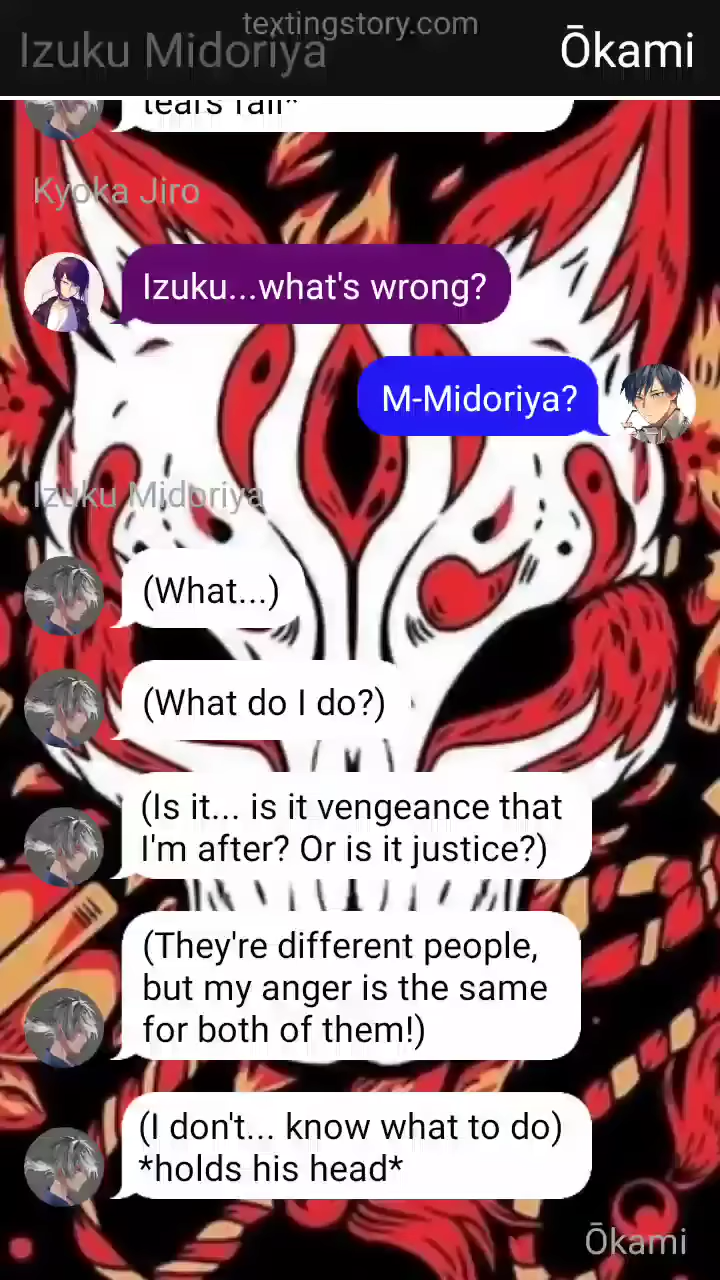 textingstory.com
Izuku Midoriya
Ōkami
tears fall*
Kyoka Jiro
Izuku...what's wrong?
M-Midoriya?
Izuku Midoriya
(What...)
(What do I do?)
(Is it... is it vengeance that
I'm after? Or is it justice?)
(They're different people,
but my anger is the same
for both of them!)
(I don't... know what to do)
*holds his head*
Ōkami